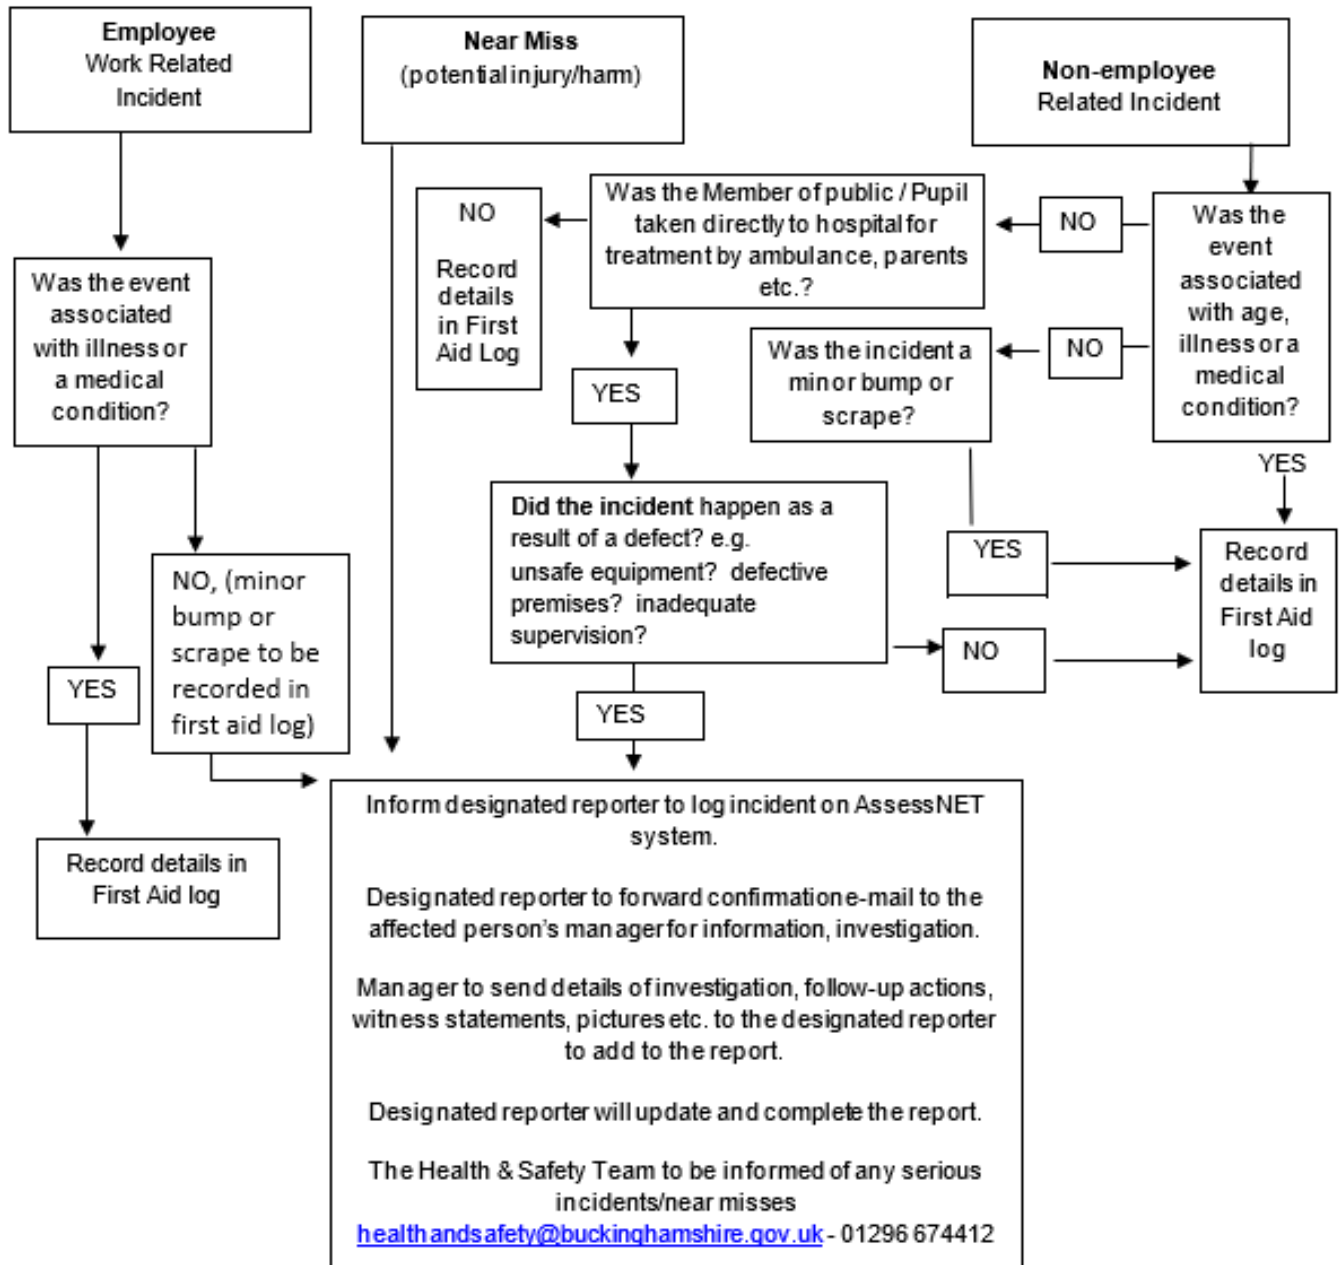 Employee
Work Related
Incident
Near Miss
(potential injury/harm)
Non-employee
Related Incident
Was the event
associated
with illness or
a medical
condition?
YES
Record details in
First Aid log
NO, (minor
bump or
scrape to be
recorded in
first aid log)
NO
Record
details
in First
Aid Log
Was the Member of public / Pupil
taken directly to hospital for
treatment by ambulance, parents
etc.?
NO
Was the
event
associated
with age,
illness or a
medical
condition?
YES
Was the incident a
minor bump or
scrape?
NO
YES
Did the incident happen as a
result of a defect? e.g.
unsafe equipment? defective
premises? inadequate
supervision?
YES
NO
Record
details in
First Aid
log
YES
Inform designated reporter to log incident on AssessNET
system.
Designated reporter to forward confirmation e-mail to the
affected person's manager for information, investigation.
Manager to send details of investigation, follow-up actions,
witness statements, pictures etc. to the designated reporter
to add to the report.
Designated reporter will update and complete the report.
The Health & Safety Team to be informed of any serious
incidents/near misses
healthandsafety@buckinghamshire.gov.uk - 01296 674412